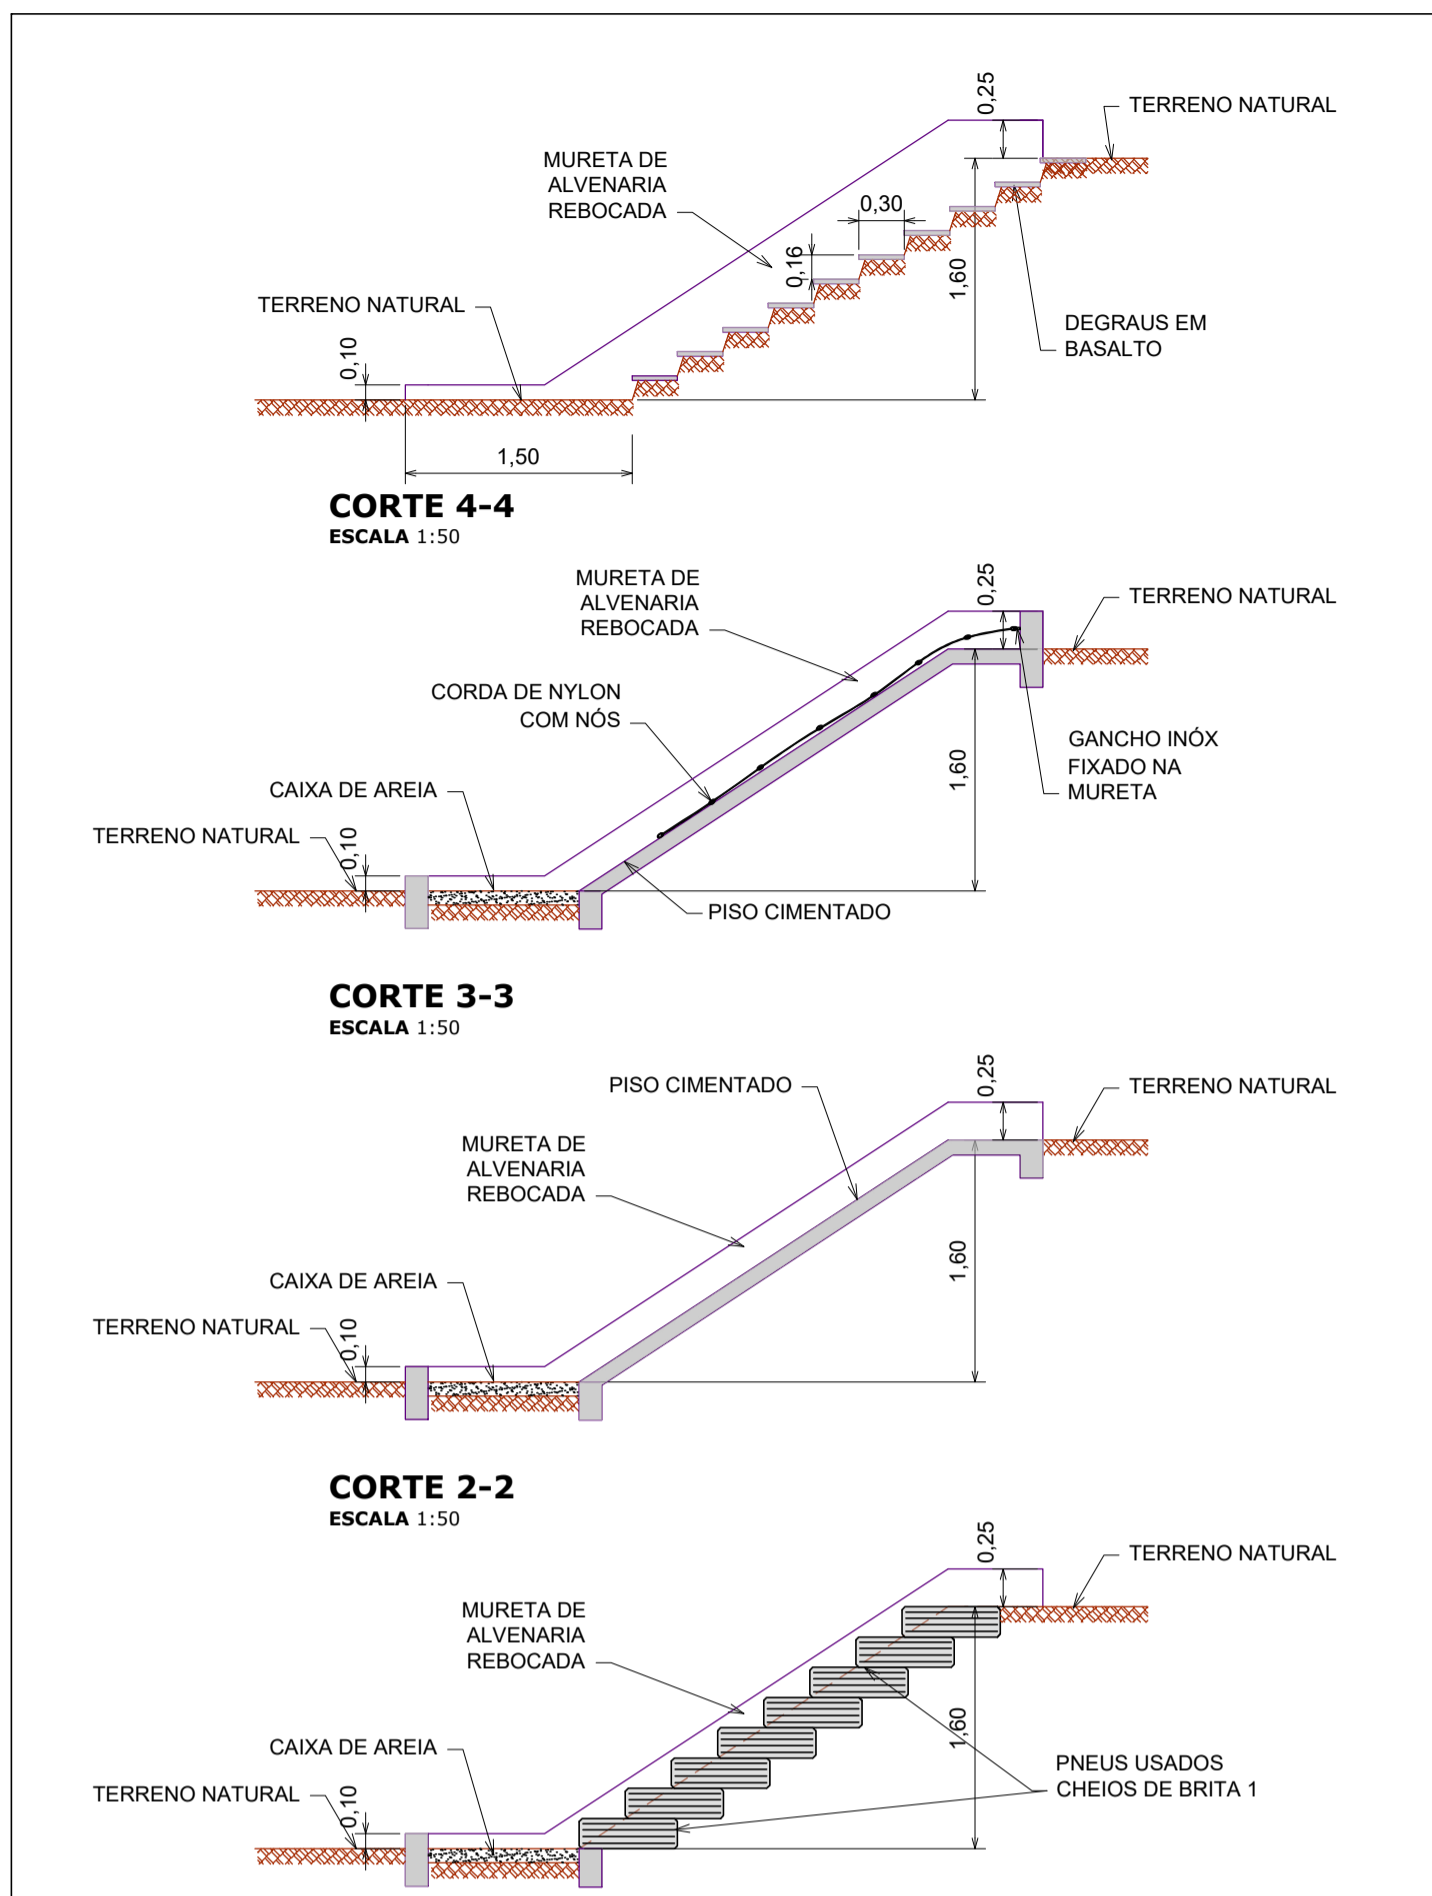 0,25
TERRENO NATURAL
MURETA DE
ALVENARIA
REBOCADA
0,30
0,16
1,60
TERRENO NATURAL
DEGRAUS EM
BASALTO
0,10
1,50
CORTE 4-4
ESCALA 1:50
MURETA DE
ALVENARIA
REBOCADA
0,25
TERRENO NATURAL
CORDA DE NYLON
COM NÓS
GANCHO INÓX
FIXADO NA
MURETA
1,60
CAIXA DE AREIA
TERRENO NATURAL
0,10
PISO CIMENTADO
CORTE 3-3
ESCALA 1:50
0,25
PISO CIMENTADO
TERRENO NATURAL
MURETA DE
ALVENARIA
REBOCADA
1,60
CAIXA DE AREIA
TERRENO NATURAL
0,10
CORTE 2-2
ESCALA 1:50
0,25
TERRENO NATURAL
MURETA DE
ALVENARIA
REBOCADA
1,60
CAIXA DE AREIA
PNEUS USADOS
CHEIOS DE BRITA 1
TERRENO NATURAL
0,10